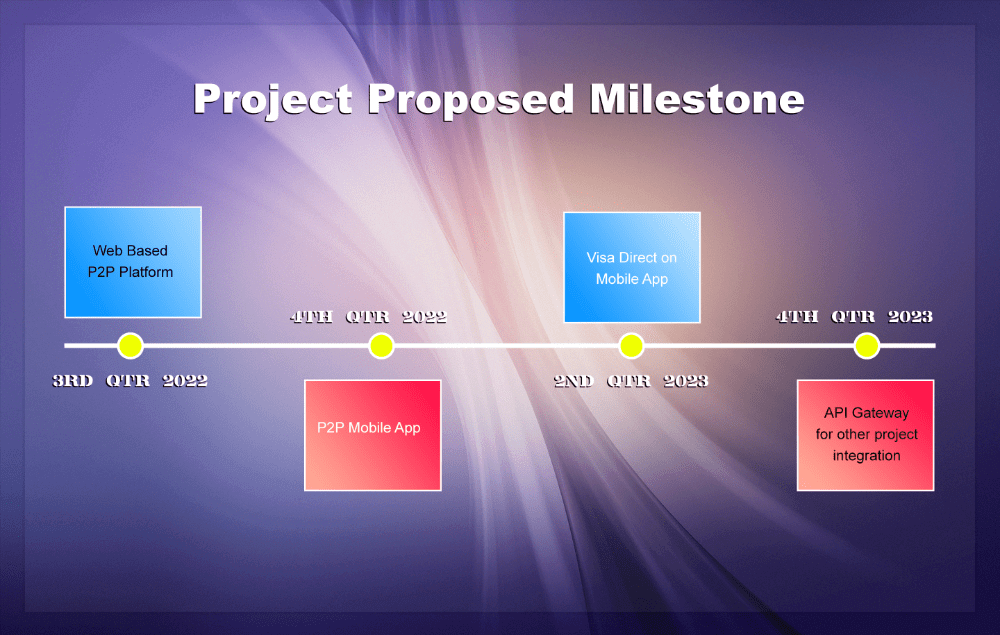 Project Proposed Milestone
Web Based
P2P Platform
3RD QTR 2022
4TH QTR 2022
P2P Mobile App
Visa Direct on
Mobile App
2ND QTR 2023
4TH QTR 2023
API Gateway
for other project
integration